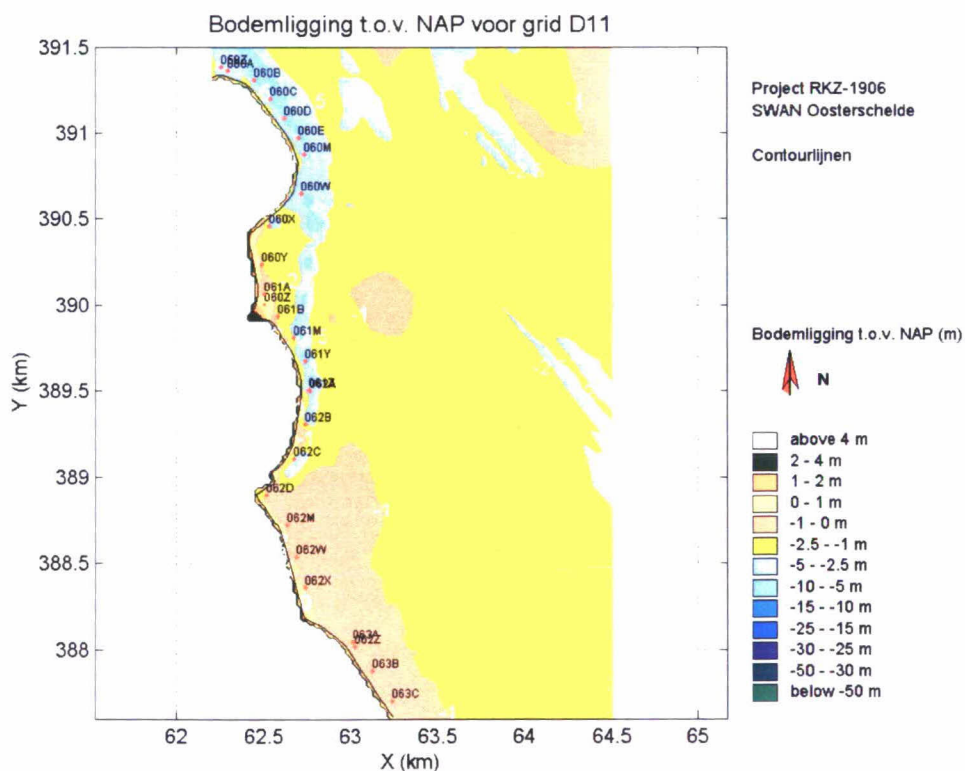 Bodemligging t.o.v. NAP voor grid D11
391.5
391
390.5
390
389.5
389
388.5
388
Y (km)
62
62.5
63
63.5
64
64.5
65
X (km)
060A
060B
060C
060D
060E
060M
060W
060X
060Y
061A
060Z
061B
061M
061Y
062A
062B
062C
062D
062M
062W
062X
063A
062Z
063B
063C
Project RKZ-1906
SWAN Oosterschelde
Contourlijnen
Bodemligging t.o.v. NAP (m)
N
above 4 m
2 - 4 m
1 - 2 m
0 - 1 m
-1 - 0 m
-2.5 - -1 m
-5 - -2.5 m
-10 - -5 m
-15 - -10 m
-25 - -15 m
-30 - -25 m
-50 - -30 m
below -50 m